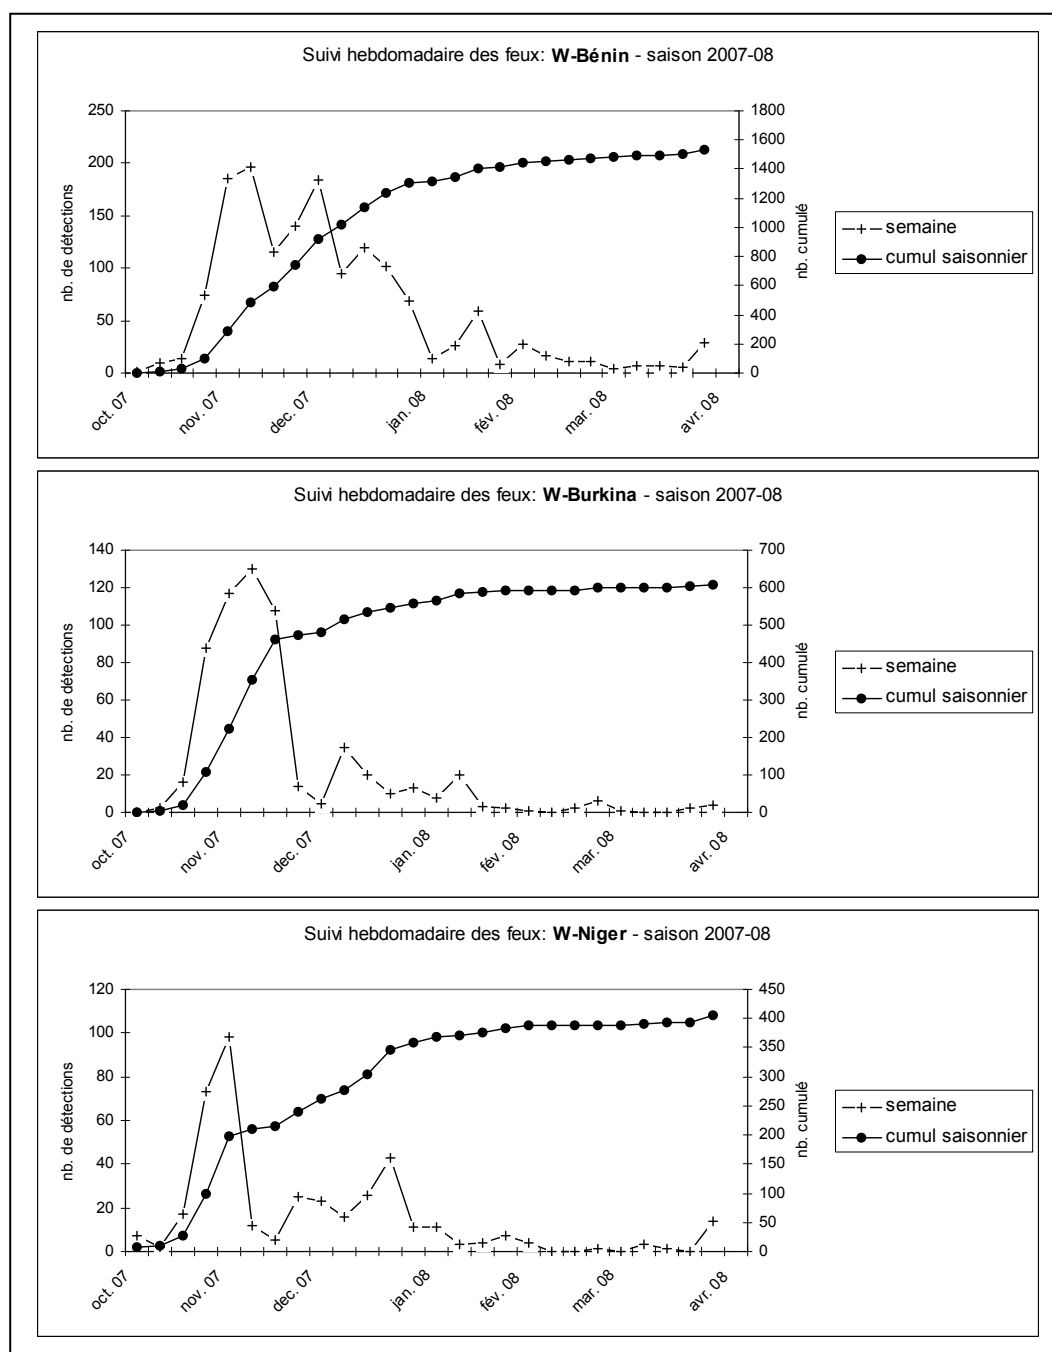 Suivi hebdomadaire des feux: W-Bénin - saison 2007-08
250
200
150
100
50
0
nb. de détections
1800
1600
1400
1200
1000
800
600
400
200
0
nb. cumulé
oct. 07
nov. 07
dec. 07
jan. 08
fév. 08
mar. 08
avr. 08
semaine
cumul saisonnier
Suivi hebdomadaire des feux: W-Burkina - saison 2007-08
140
120
100
80
60
40
20
0
nb. de détections
700
600
500
400
300
200
100
0
nb. cumulé
oct. 07
nov. 07
dec. 07
jan. 08
fév. 08
mar. 08
avr. 08
semaine
cumul saisonnier
Suivi hebdomadaire des feux: W-Niger - saison 2007-08
120
100
80
60
40
20
0
nb. de détections
450
400
350
300
250
200
150
100
50
0
nb. cumulé
oct. 07
nov. 07
dec. 07
jan. 08
fév. 08
mar. 08
avr. 08
semaine
cumul saisonnier